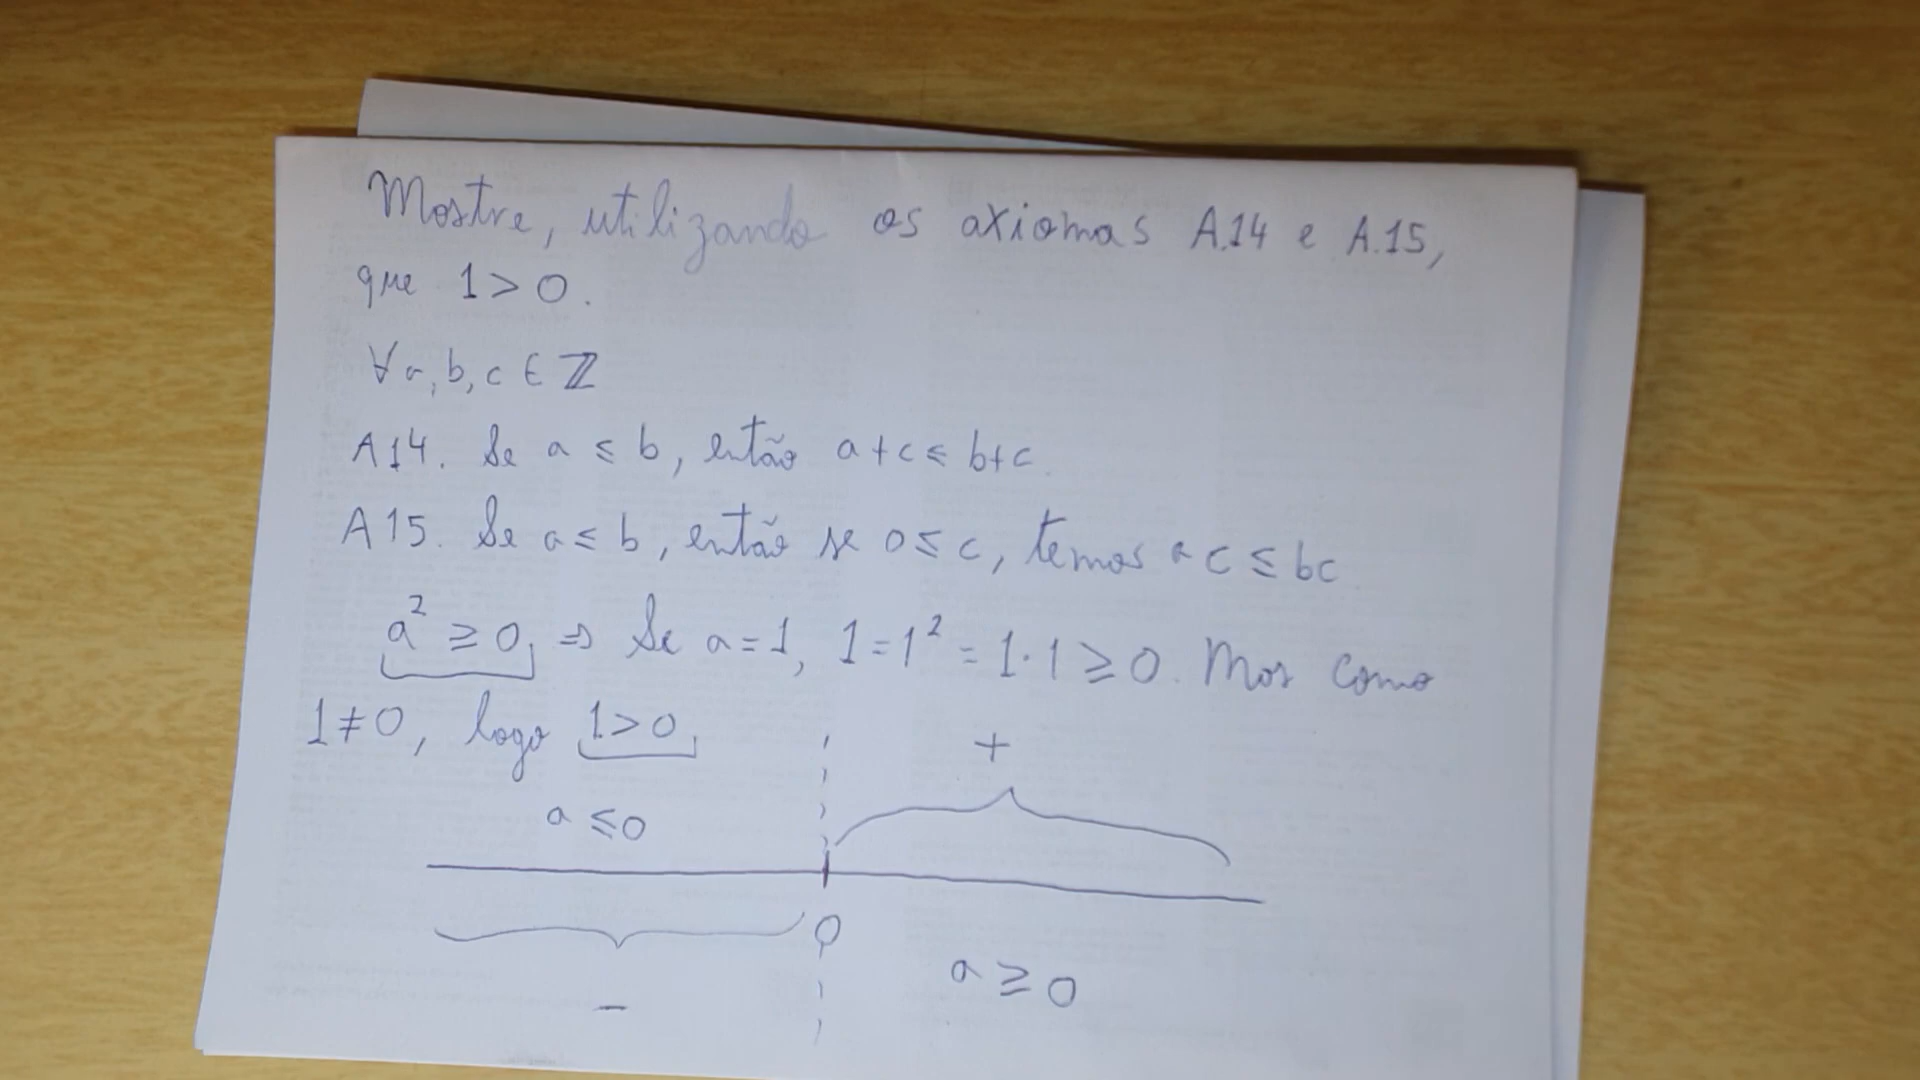 Mostre, utilizando os axiomas A.14 e A.15,
que 1 > 0.
∀ a, b, c ∈ ℤ
A14. Se a ≤ b, então a + c ≤ b + c.
A15. Se a ≤ b, então se 0 ≤ c, temos ac ≤ bc
a² ≥ 0, ⇒ Se a = 1, 1 = 1² = 1·1 ≥ 0. Mas como
1 ≠ 0, logo 1 > 0,
+
a ≤ 0
0
a ≥ 0
−